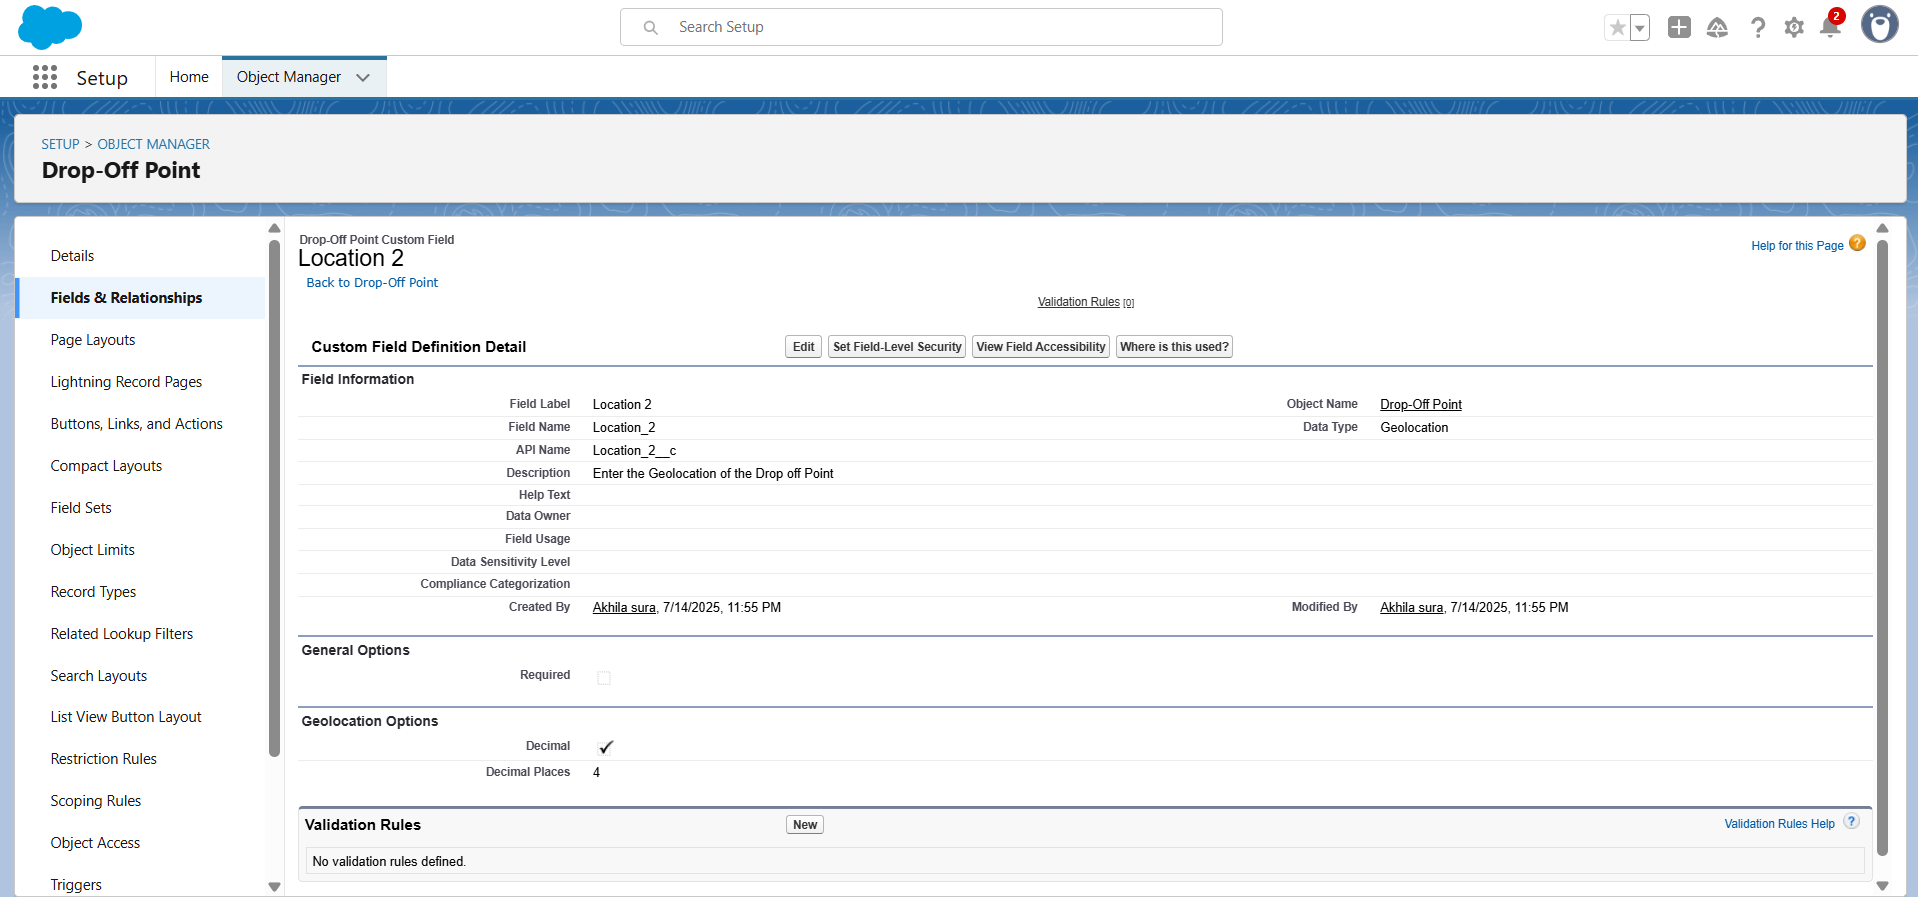 Search Setup
2
Setup
Home
Object Manager
SETUP > OBJECT MANAGER
Drop-Off Point
Details
Fields & Relationships
Page Layouts
Lightning Record Pages
Buttons, Links, and Actions
Compact Layouts
Field Sets
Object Limits
Record Types
Related Lookup Filters
Search Layouts
List View Button Layout
Restriction Rules
Scoping Rules
Object Access
Triggers
Drop-Off Point Custom Field
Location 2
Help for this Page ?
Back to Drop-Off Point
Validation Rules [0]
Custom Field Definition Detail
Edit Set Field-Level Security View Field Accessibility Where is this used?
Field Information
Field Label Location 2 Object Name Drop-Off Point
Field Name Location_2 Data Type Geolocation
API Name Location_2__c
Description Enter the Geolocation of the Drop off Point
Help Text
Data Owner
Field Usage
Data Sensitivity Level
Compliance Categorization
Created By Akhila sura, 7/14/2025, 11:55 PM Modified By Akhila sura, 7/14/2025, 11:55 PM
General Options
Required
Geolocation Options
Decimal
Decimal Places 4
Validation Rules New Validation Rules Help ?
No validation rules defined.